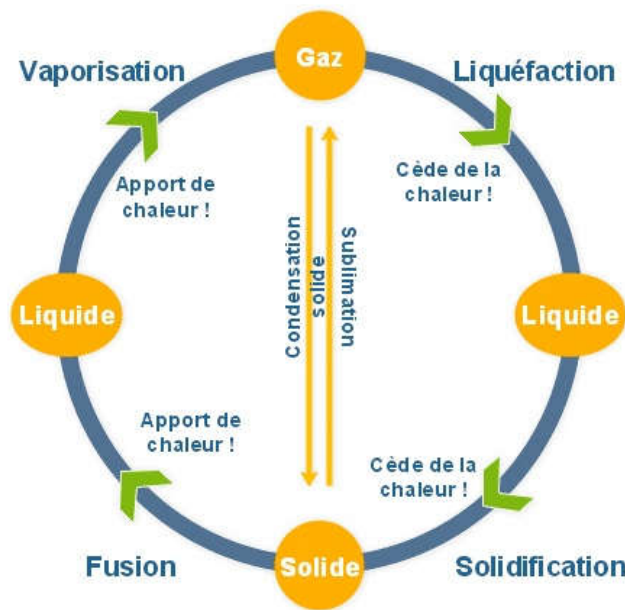 Gaz
Vaporisation
Liquéfaction
Apport de
chaleur !
Cède de la
chaleur !
Condensation
solide
Sublimation
Liquide
Liquide
Apport de
chaleur !
Cède de la
chaleur !
Fusion
Solide
Solidification